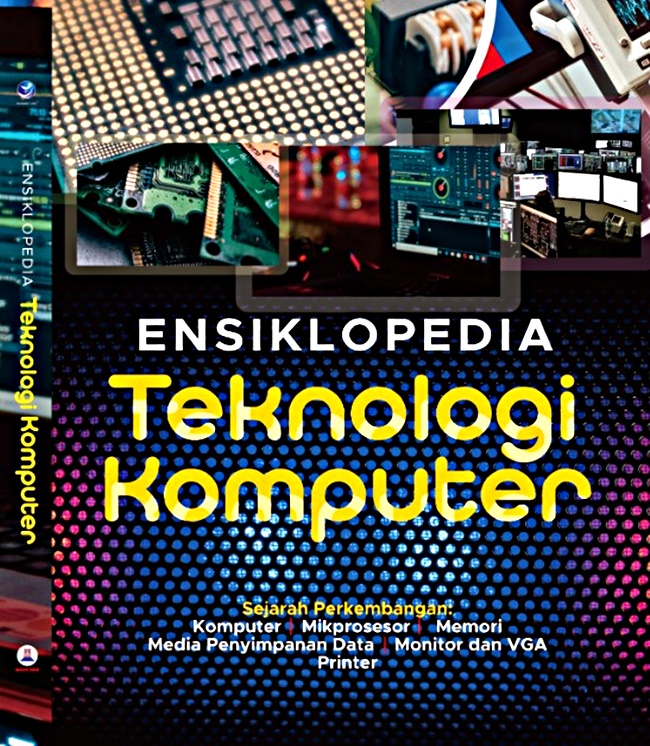 ENSIKLOPEDIA Teknologi Komputer
ENSIKLOPEDIA
Teknologi
Komputer
Sejarah Perkembangan:
Komputer | Mikprosesor | Memori
Media Penyimpanan Data | Monitor dan VGA
Printer